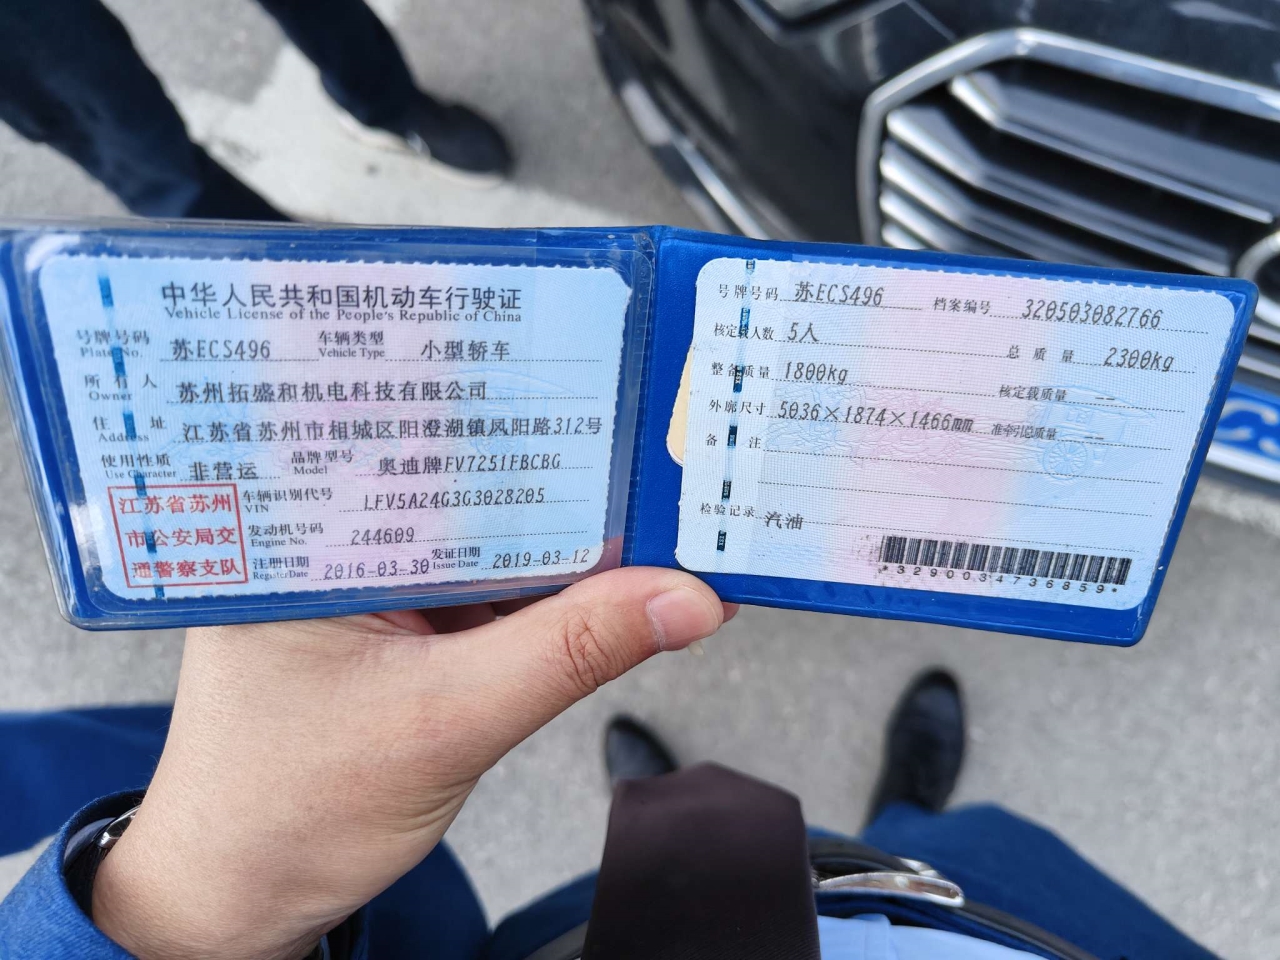 中华人民共和国机动车行驶证
Vehicle License of the People's Republic of China
号牌号码 苏ECS496 车辆类型 小型轿车
Plate No. Vehicle Type
所有人 苏州拓盛和机电科技有限公司
Owner
住址 江苏省苏州市相城区阳澄湖镇凤阳路312号
Address
使用性质 非营运 品牌型号 奥迪牌FV7251FBCBG
Use Character Model
江苏省苏州
市公安局交
通警察支队
车辆识别代号 LFV5A24G3G3028205
VIN
发动机号码 244609
Engine No.
注册日期 2016-03-30 发证日期 2019-03-12
Register Date Issue Date
号牌号码 苏ECS496 档案编号 320503082766
核定载人数 5人 总质量 2300kg
整备质量 1800kg 核定载质量 --
外廓尺寸 5036×1874×1466mm 准牵引总质量 --
备注
检验记录 汽油
*3290034736859*